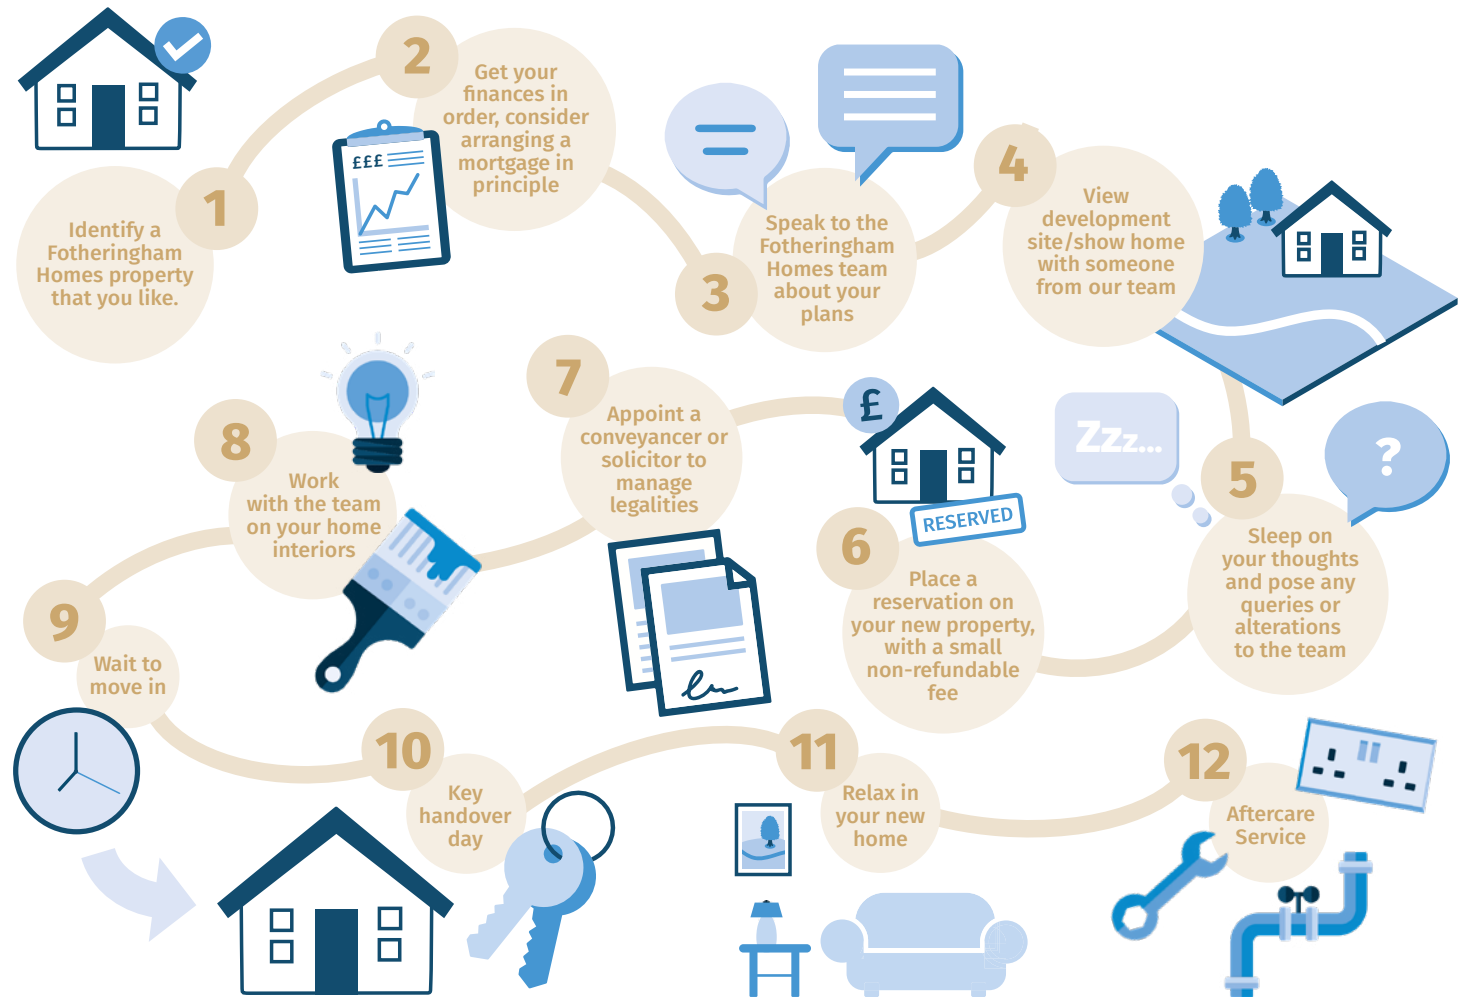 1
Identify a
Fotheringham
Homes property
that you like.
2
Get your
finances in
order, consider
arranging a
mortgage in
principle
£££
3
Speak to the
Fotheringham
Homes team
about your
plans
4
View
development
site/show home
with someone
from our team
5
Sleep on
your thoughts
and pose any
queries or
alterations
to the team
Zzz...
?
6
Place a
reservation on
your new property,
with a small
non-refundable
fee
£
RESERVED
7
Appoint a
conveyancer or
solicitor to
manage
legalities
8
Work
with the team
on your home
interiors
9
Wait to
move in
10
Key
handover
day
11
Relax in
your new
home
12
Aftercare
Service